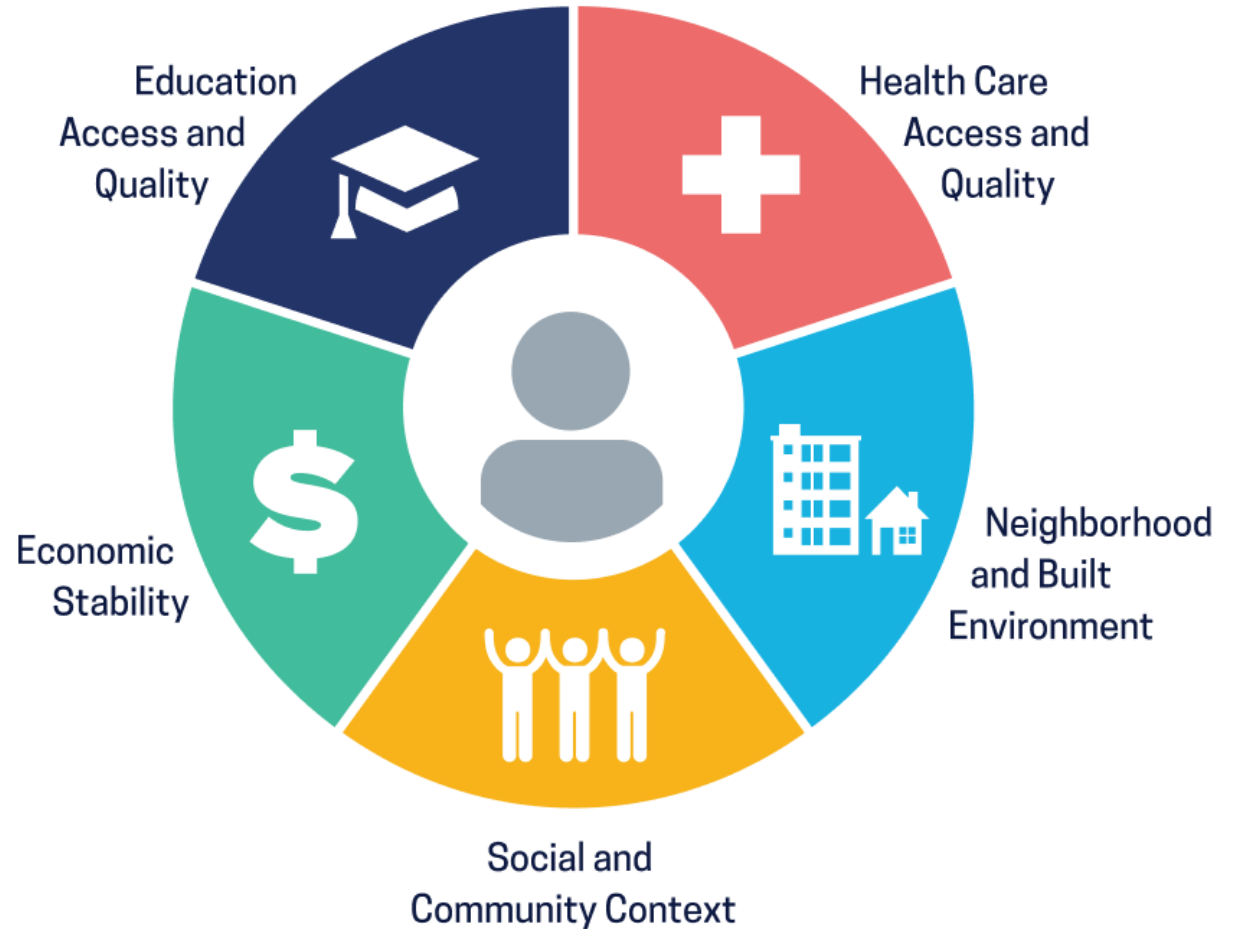 Education
Access and
Quality
Health Care
Access and
Quality
Economic
Stability
Neighborhood
and Built
Environment
Social and
Community Context